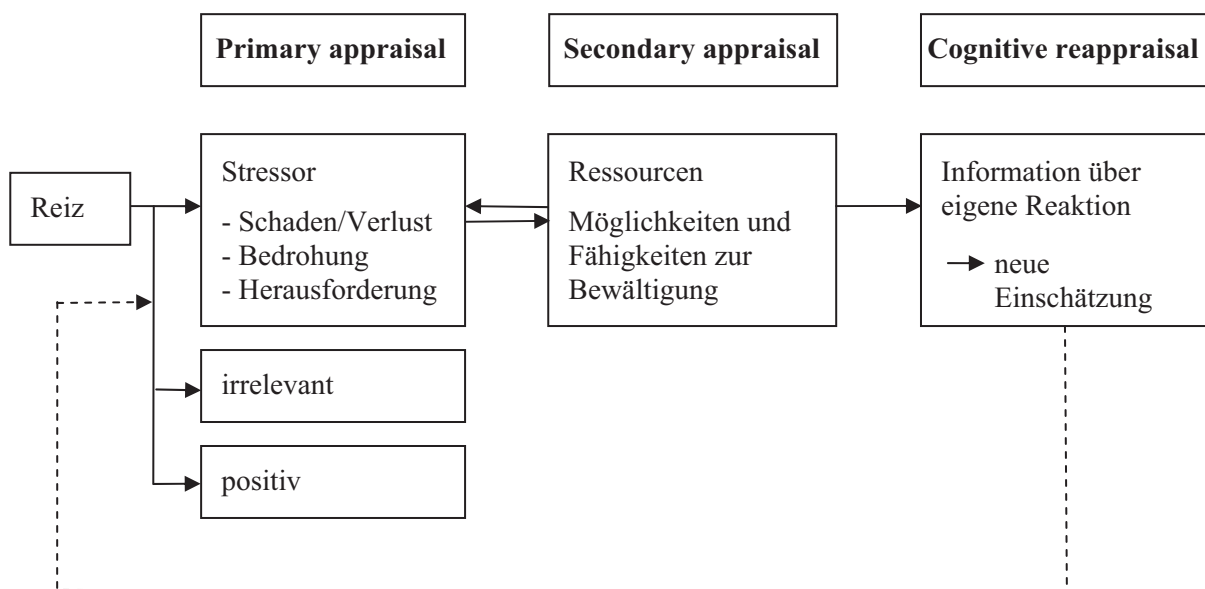 Primary appraisal
Secondary appraisal
Cognitive reappraisal
Reiz
Stressor
- Schaden/Verlust
- Bedrohung
- Herausforderung
irrelevant
positiv
Ressourcen
Möglichkeiten und
Fähigkeiten zur
Bewältigung
Information über
eigene Reaktion
neue
Einschätzung